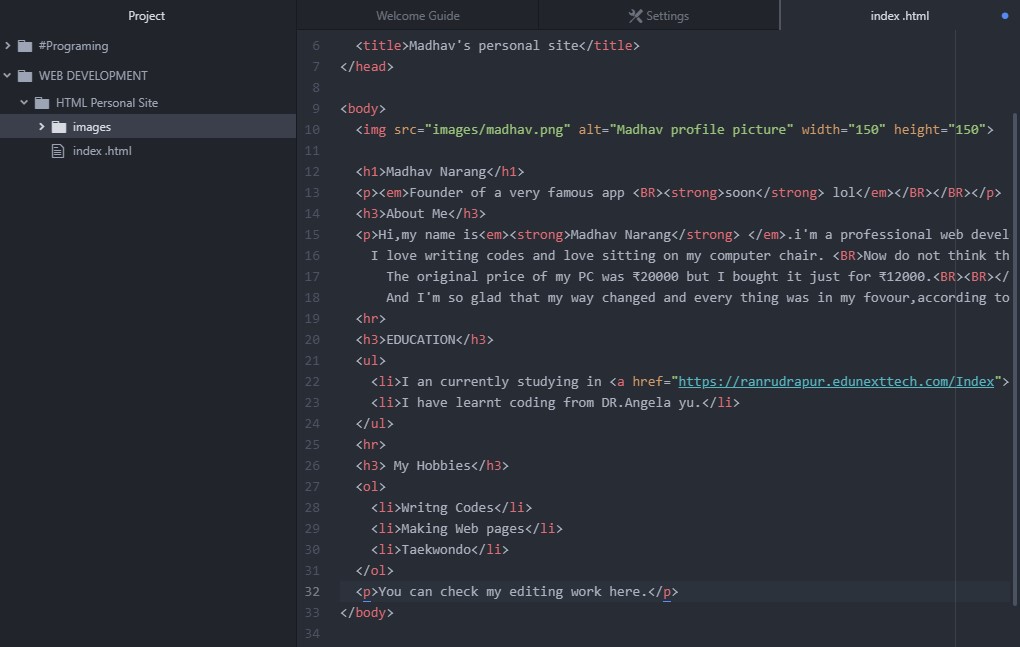 Project
Welcome Guide
Settings
index .html
#Programing
WEB DEVELOPMENT
HTML Personal Site
images
index .html
6 <title>Madhav's personal site</title>
7 </head>
8
9 <body>
10 <img src="images/madhav.png" alt="Madhav profile picture" width="150" height="150">
11
12 <h1>Madhav Narang</h1>
13 <p><em>Founder of a very famous app <BR><strong>soon</strong> lol</em></BR></BR></p>
14 <h3>About Me</h3>
15 <p>Hi,my name is<em><strong>Madhav Narang</strong> </em>.i'm a professional web devel
16 I love writing codes and love sitting on my computer chair. <BR>Now do not think th
17 The original price of my PC was ₹20000 but I bought it just for ₹12000.<BR><BR></
18 And I'm so glad that my way changed and every thing was in my fovour,according to
19 <hr>
20 <h3>EDUCATION</h3>
21 <ul>
22 <li>I an currently studying in <a href="https://ranrudrapur.edunexttech.com/Index">
23 <li>I have learnt coding from DR.Angela yu.</li>
24 </ul>
25 <hr>
26 <h3> My Hobbies</h3>
27 <ol>
28 <li>Writng Codes</li>
29 <li>Making Web pages</li>
30 <li>Taekwondo</li>
31 </ol>
32 <p>You can check my editing work here.</p>
33 </body>
34